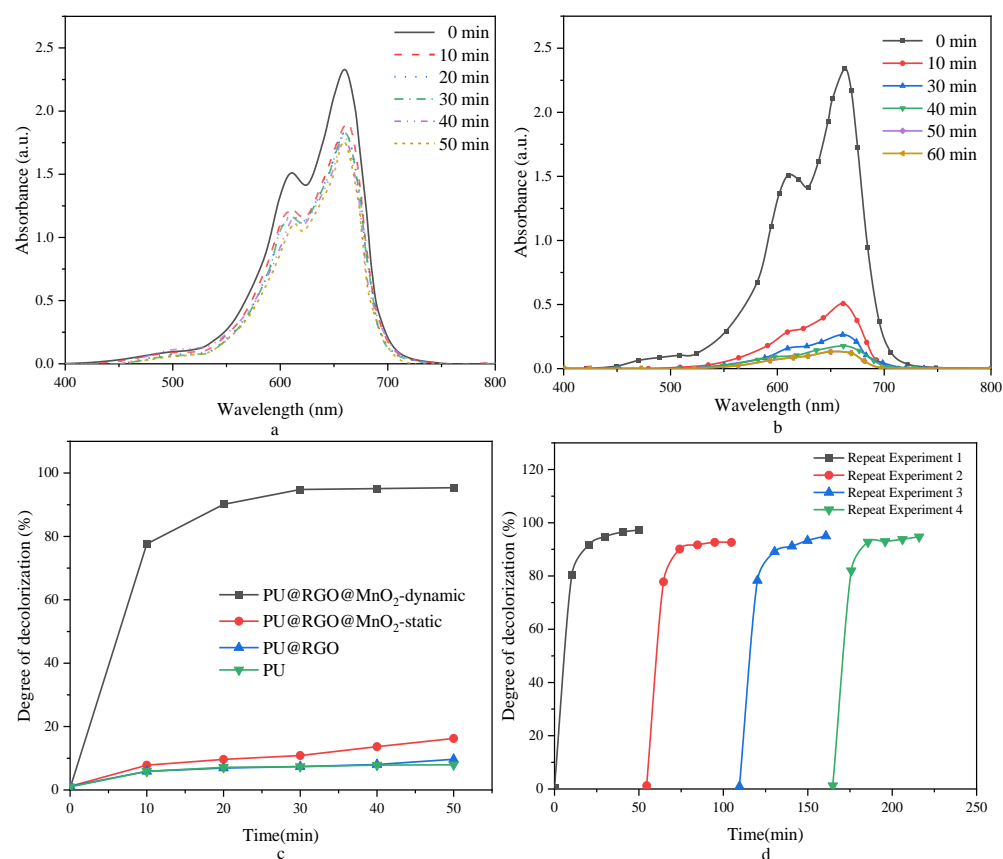 0 min
10 min
20 min
30 min
40 min
50 min
2.5
2.0
1.5
1.0
0.5
0.0
400
500
600
700
800
Absorbance (a.u.)
Wavelength (nm)
a
0 min
10 min
30 min
40 min
50 min
60 min
2.5
2.0
1.5
1.0
0.5
0.0
400
500
600
700
800
Absorbance (a.u.)
Wavelength (nm)
b
100
80
60
40
20
0
PU@RGO@MnO₂-dynamic
PU@RGO@MnO₂-static
PU@RGO
PU
0
10
20
30
40
50
Degree of decolorization (%)
Time(min)
c
Repeat Experiment 1
Repeat Experiment 2
Repeat Experiment 3
Repeat Experiment 4
120
100
80
60
40
20
0
0
50
100
150
200
250
Degree of decolorization (%)
Time(min)
d